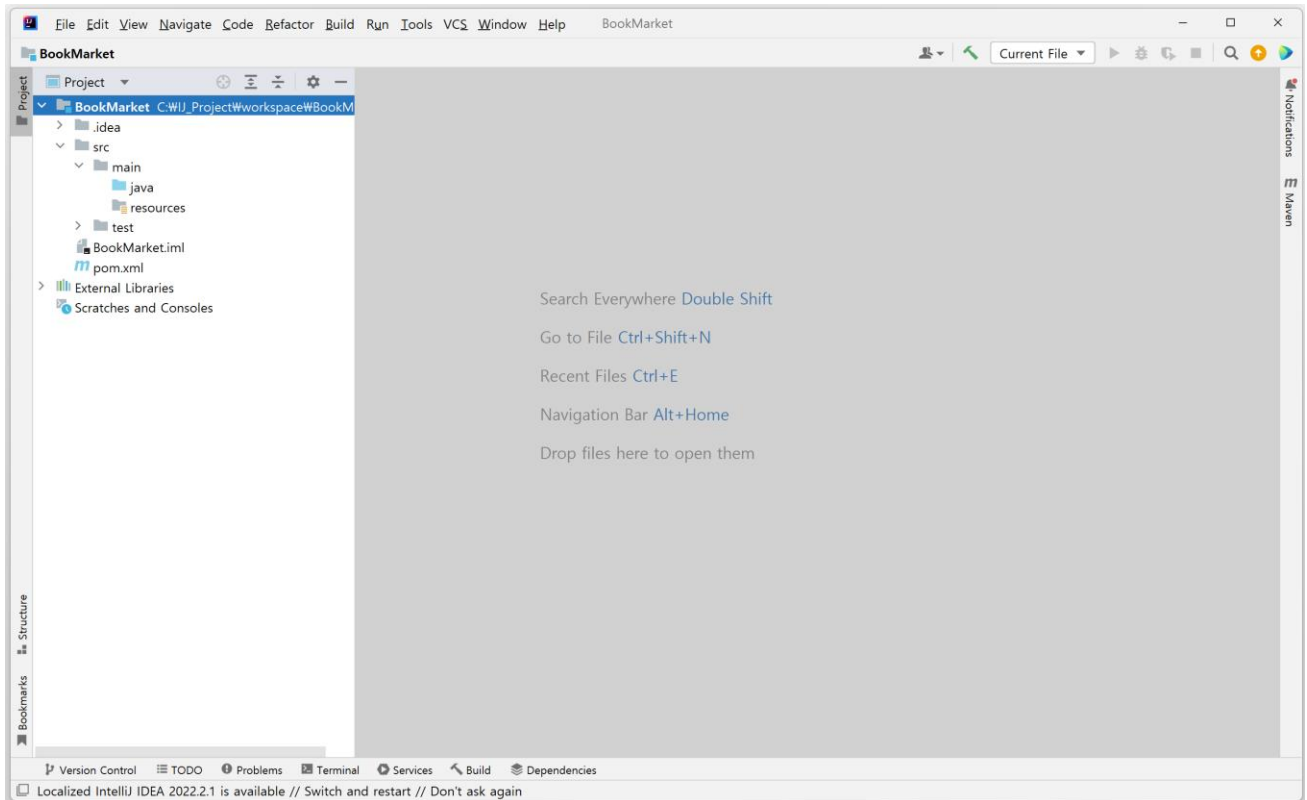 File Edit View Navigate Code Refactor Build Run Tools VCS Window Help BookMarket
BookMarket
Current File
Project
Project
BookMarket C:₩IJ_Project₩workspace₩BookM
.idea
src
main
java
resources
test
BookMarket.iml
m pom.xml
External Libraries
Scratches and Consoles
Search Everywhere Double Shift
Go to File Ctrl+Shift+N
Recent Files Ctrl+E
Navigation Bar Alt+Home
Drop files here to open them
Notifications
m Maven
Structure
Bookmarks
Version Control TODO Problems Terminal Services Build Dependencies
Localized IntelliJ IDEA 2022.2.1 is available // Switch and restart // Don't ask again